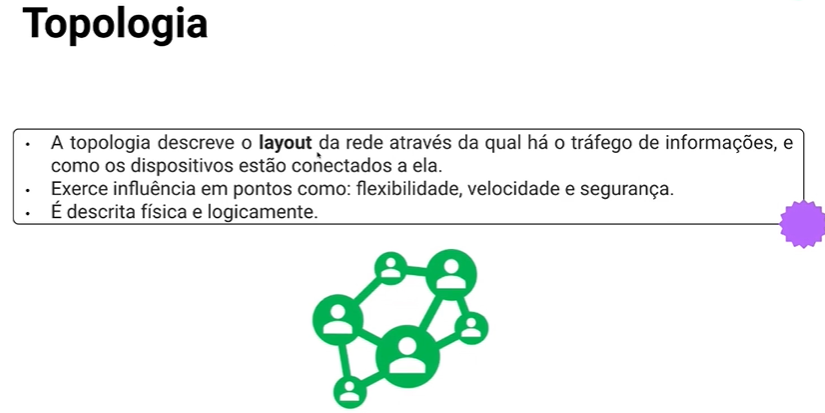 Topologia
• A topologia descreve o layout da rede através da qual há o tráfego de informações, e
como os dispositivos estão conectados a ela.
• Exerce influência em pontos como: flexibilidade, velocidade e segurança.
• É descrita física e logicamente.